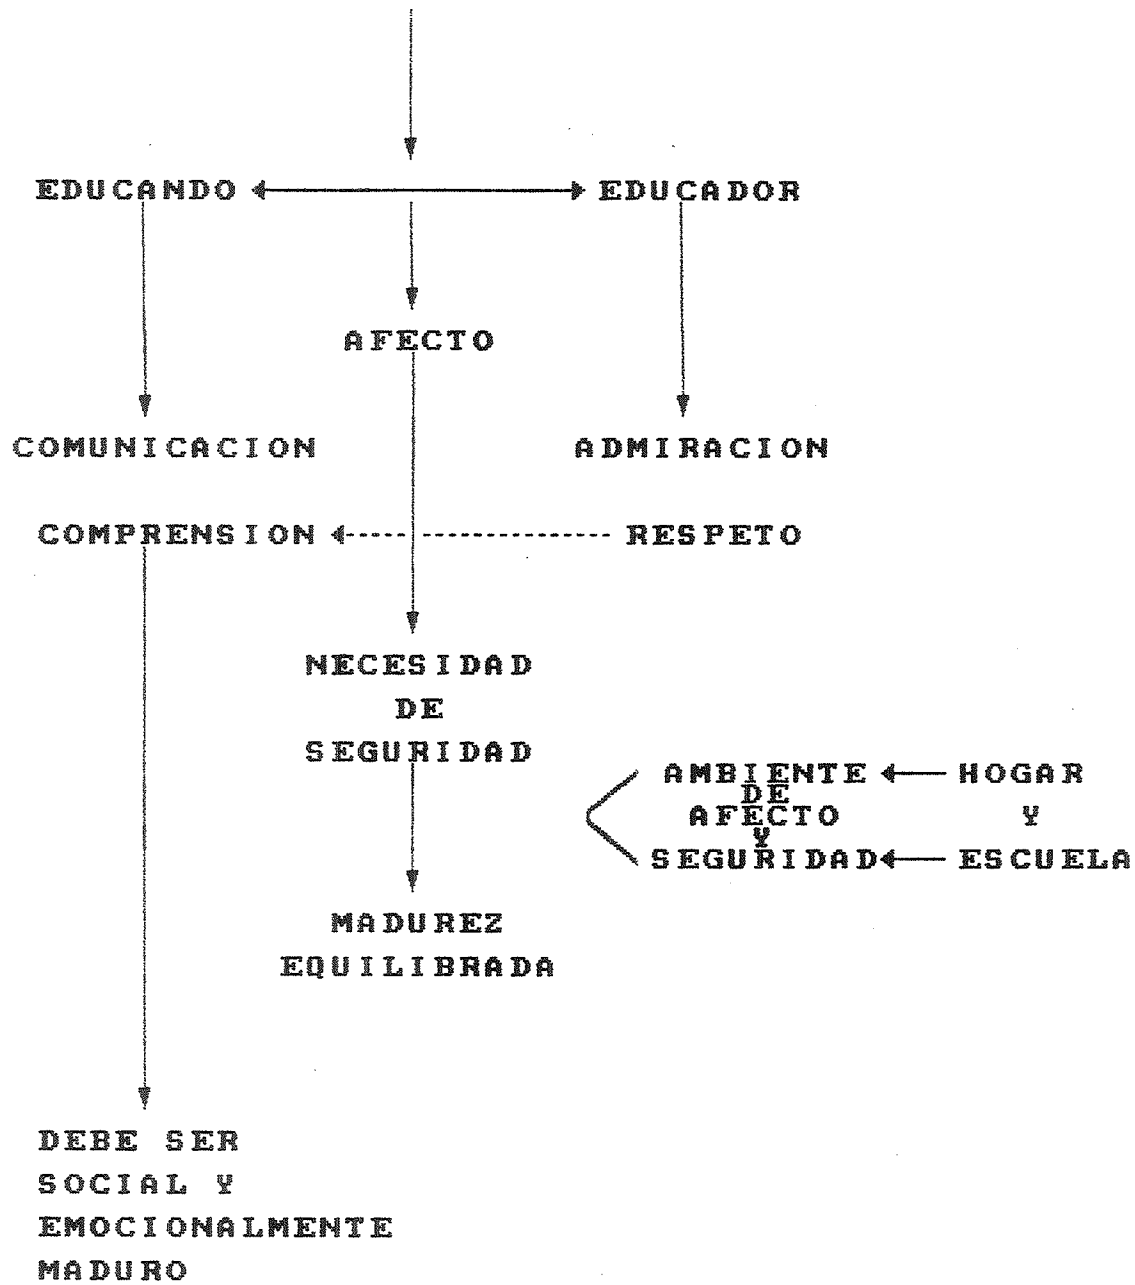 EDUCANDO EDUCADOR
AFECTO
COMUNICACION ADMIRACION
COMPRENSION RESPETO
NECESIDAD
DE
SEGURIDAD
AMBIENTE HOGAR
DE
AFECTO Y
Y
SEGURIDAD ESCUELA
MADUREZ
EQUILIBRADA
DEBE SER
SOCIAL Y
EMOCIONALMENTE
MADURO